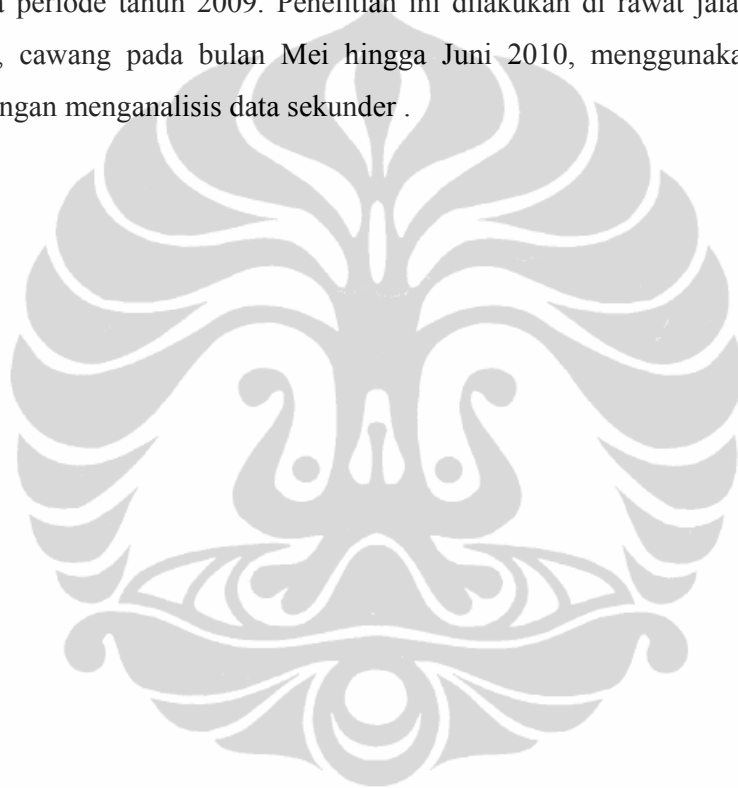 periode tahun 2009. Penelitian ini dilakukan di rawat jala
cawang pada bulan Mei hingga Juni 2010, menggunaka
ngan menganalisis data sekunder .